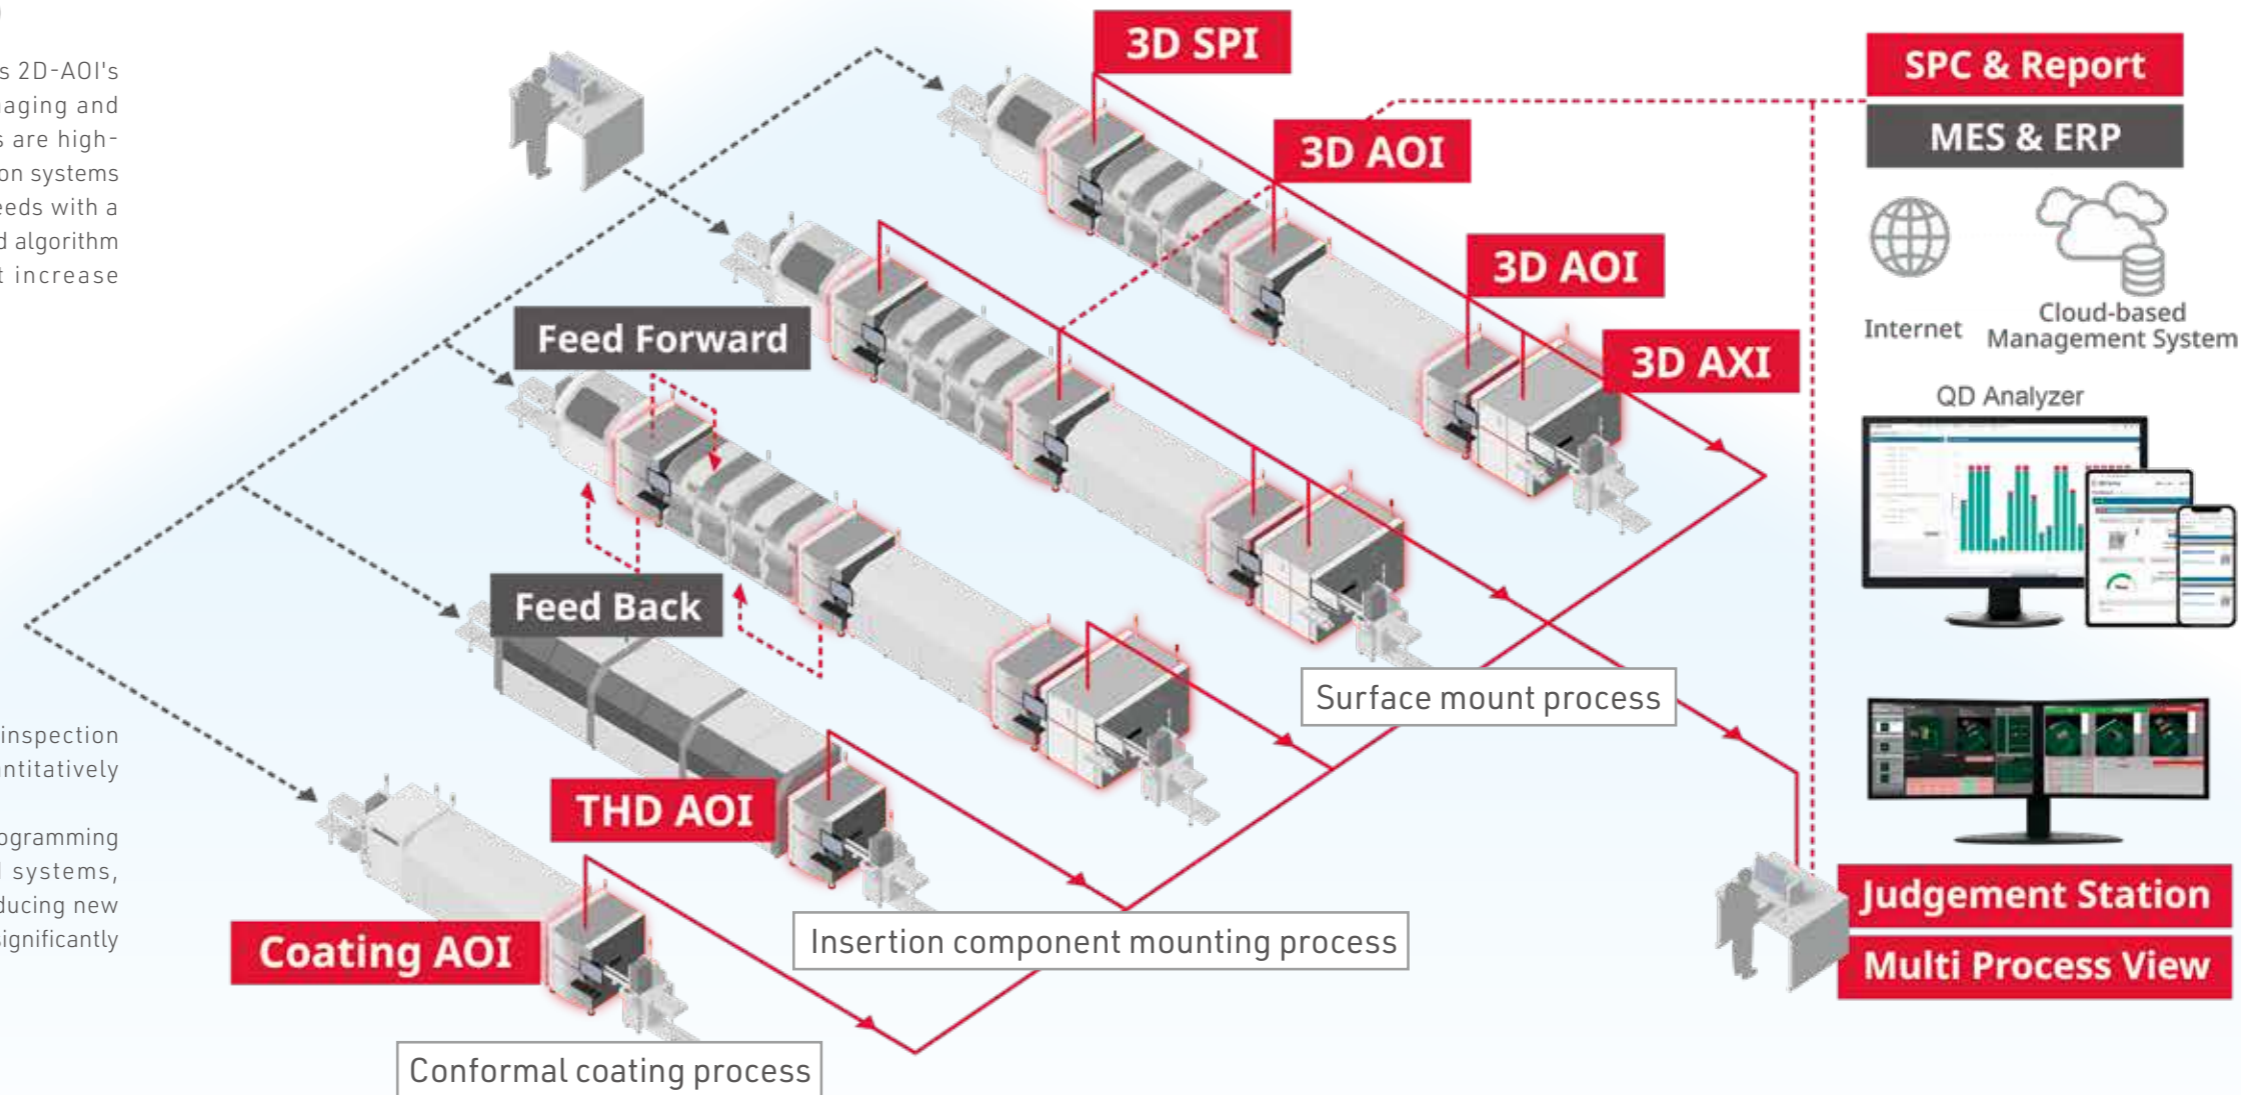 s 2D-AOI's
aging and
s are high-
on systems
eeds with a
d algorithm
t increase
inspection
antitatively
ogramming
systems,
ducing new
significantly
3D SPI
3D AOI
3D AOI
3D AXI
Feed Forward
Feed Back
THD AOI
Coating AOI
Surface mount process
Insertion component mounting process
Conformal coating process
SPC & Report
MES & ERP
Internet
Cloud-based
Management System
QD Analyzer
Judgement Station
Multi Process View